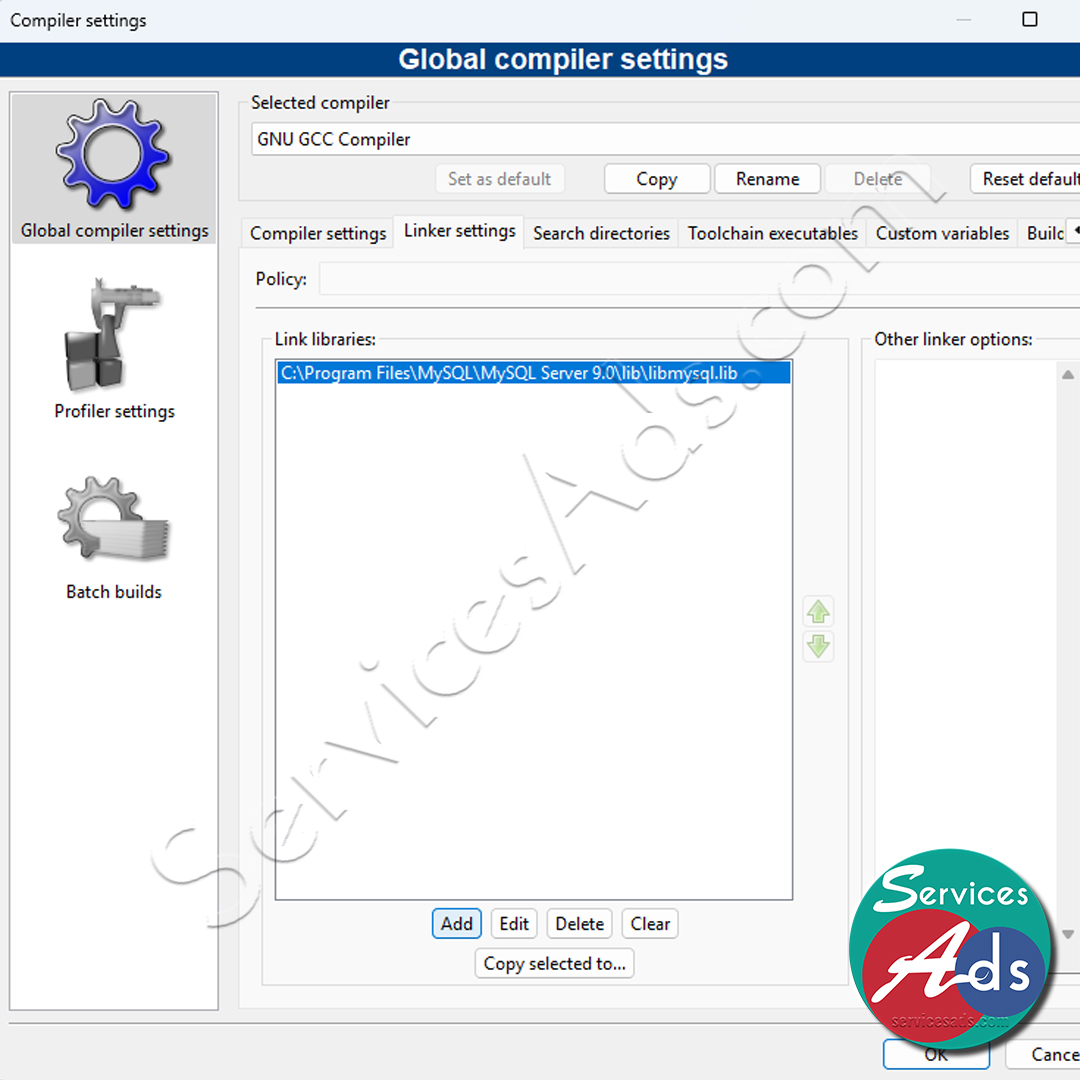 Compiler settings
Global compiler settings
Global compiler settings
Profiler settings
Batch builds
Selected compiler
GNU GCC Compiler
Set as default
Copy
Rename
Delete
Reset default
Compiler settings
Linker settings
Search directories
Toolchain executables
Custom variables
Build
Policy:
Link libraries:
C:\Program Files\MySQL\MySQL Server 9.0\lib\libmysql.lib
Other linker options:
Add
Edit
Delete
Clear
Copy selected to...
OK
Cance
ServicesAds.com
Services
Ads
servicesads.com